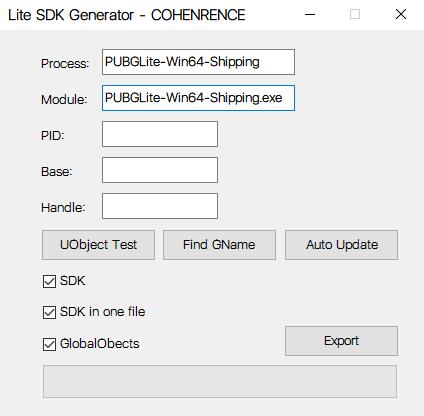 Lite SDK Generator - COHENRENCE
Process: PUBGLite-Win64-Shipping
Module: PUBGLite-Win64-Shipping.exe
PID:
Base:
Handle:
UObject Test Find GName Auto Update
SDK
SDK in one file
GlobalObects
Export